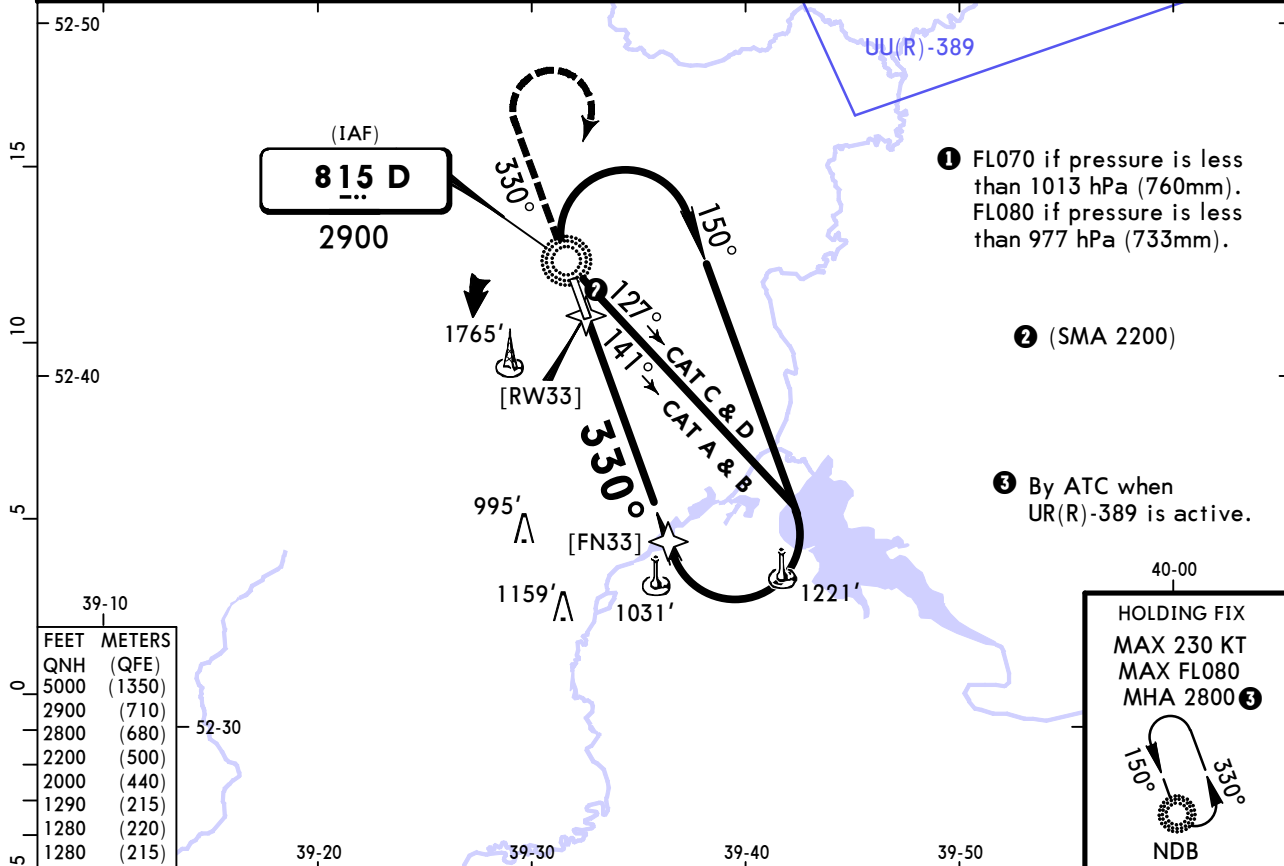 52-50
UU(R)-389
(IAF)
815 D
2900
330°
150°
15
❶ FL070 if pressure is less
than 1013 hPa (760mm).
FL080 if pressure is less
than 977 hPa (733mm).
❷
127° CAT C & D
141° CAT A & B
1765'
[RW33]
10
52-40
❷ (SMA 2200)
330°
❸ By ATC when
UR(R)-389 is active.
5
995'
[FN33]
1159'
1031'
1221'
40-00
39-10
HOLDING FIX
MAX 230 KT
MAX FL080
MHA 2800 ❸
150°
330°
NDB
FEET METERS
QNH (QFE)
5000 (1350)
2900 (710)
2800 (680)
2200 (500)
2000 (440)
1290 (215)
1280 (220)
1280 (215)
0
52-30
5
39-20
39-30
39-40
39-50